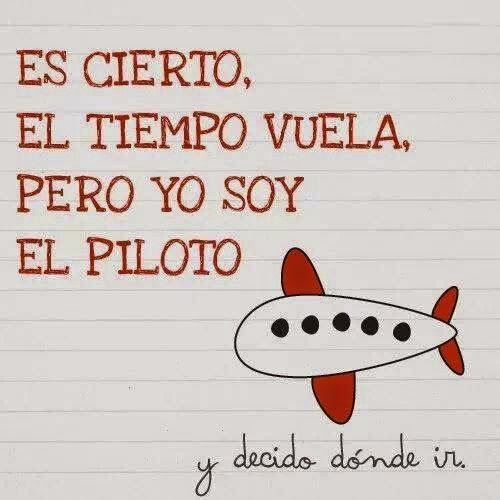 ES CIERTO,
EL TIEMPO VUELA,
PERO YO SOY
EL PILOTO
y decido dónde ir.